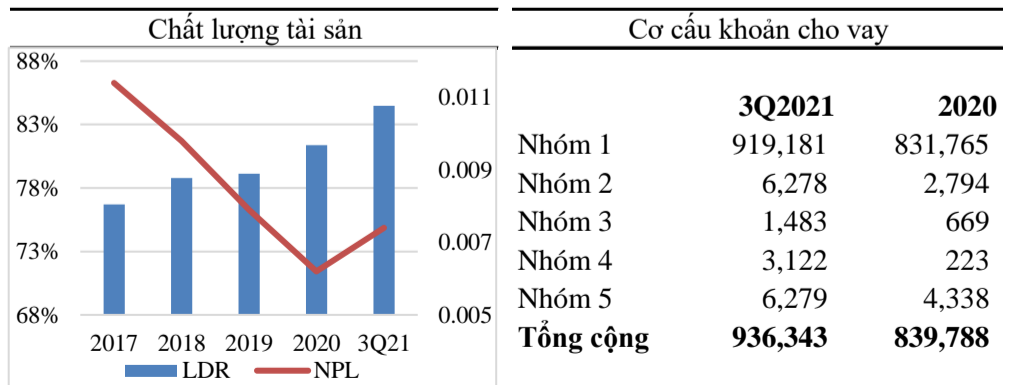 Chất lượng tài sản
88%
83%
78%
73%
68%
0.011
0.009
0.007
0.005
2017 2018 2019 2020 3Q21
LDR NPL
Cơ cấu khoản cho vay
3Q2021 2020
Nhóm 1 919,181 831,765
Nhóm 2 6,278 2,794
Nhóm 3 1,483 669
Nhóm 4 3,122 223
Nhóm 5 6,279 4,338
Tổng cộng 936,343 839,788